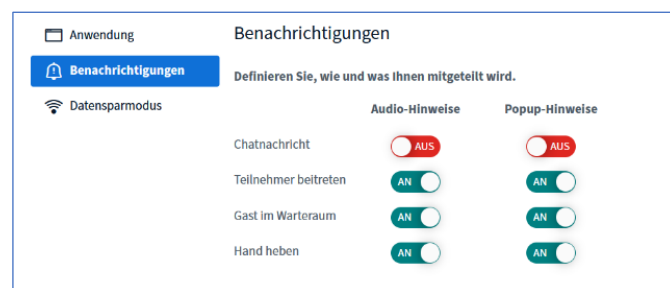 Anwendung
Benachrichtigungen
Datensparmodus
Benachrichtigungen
Definieren Sie, wie und was Ihnen mitgeteilt wird.
Audio-Hinweise Popup-Hinweise
Chatnachricht AUS AUS
Teilnehmer beitreten AN AN
Gast im Warteraum AN AN
Hand heben AN AN